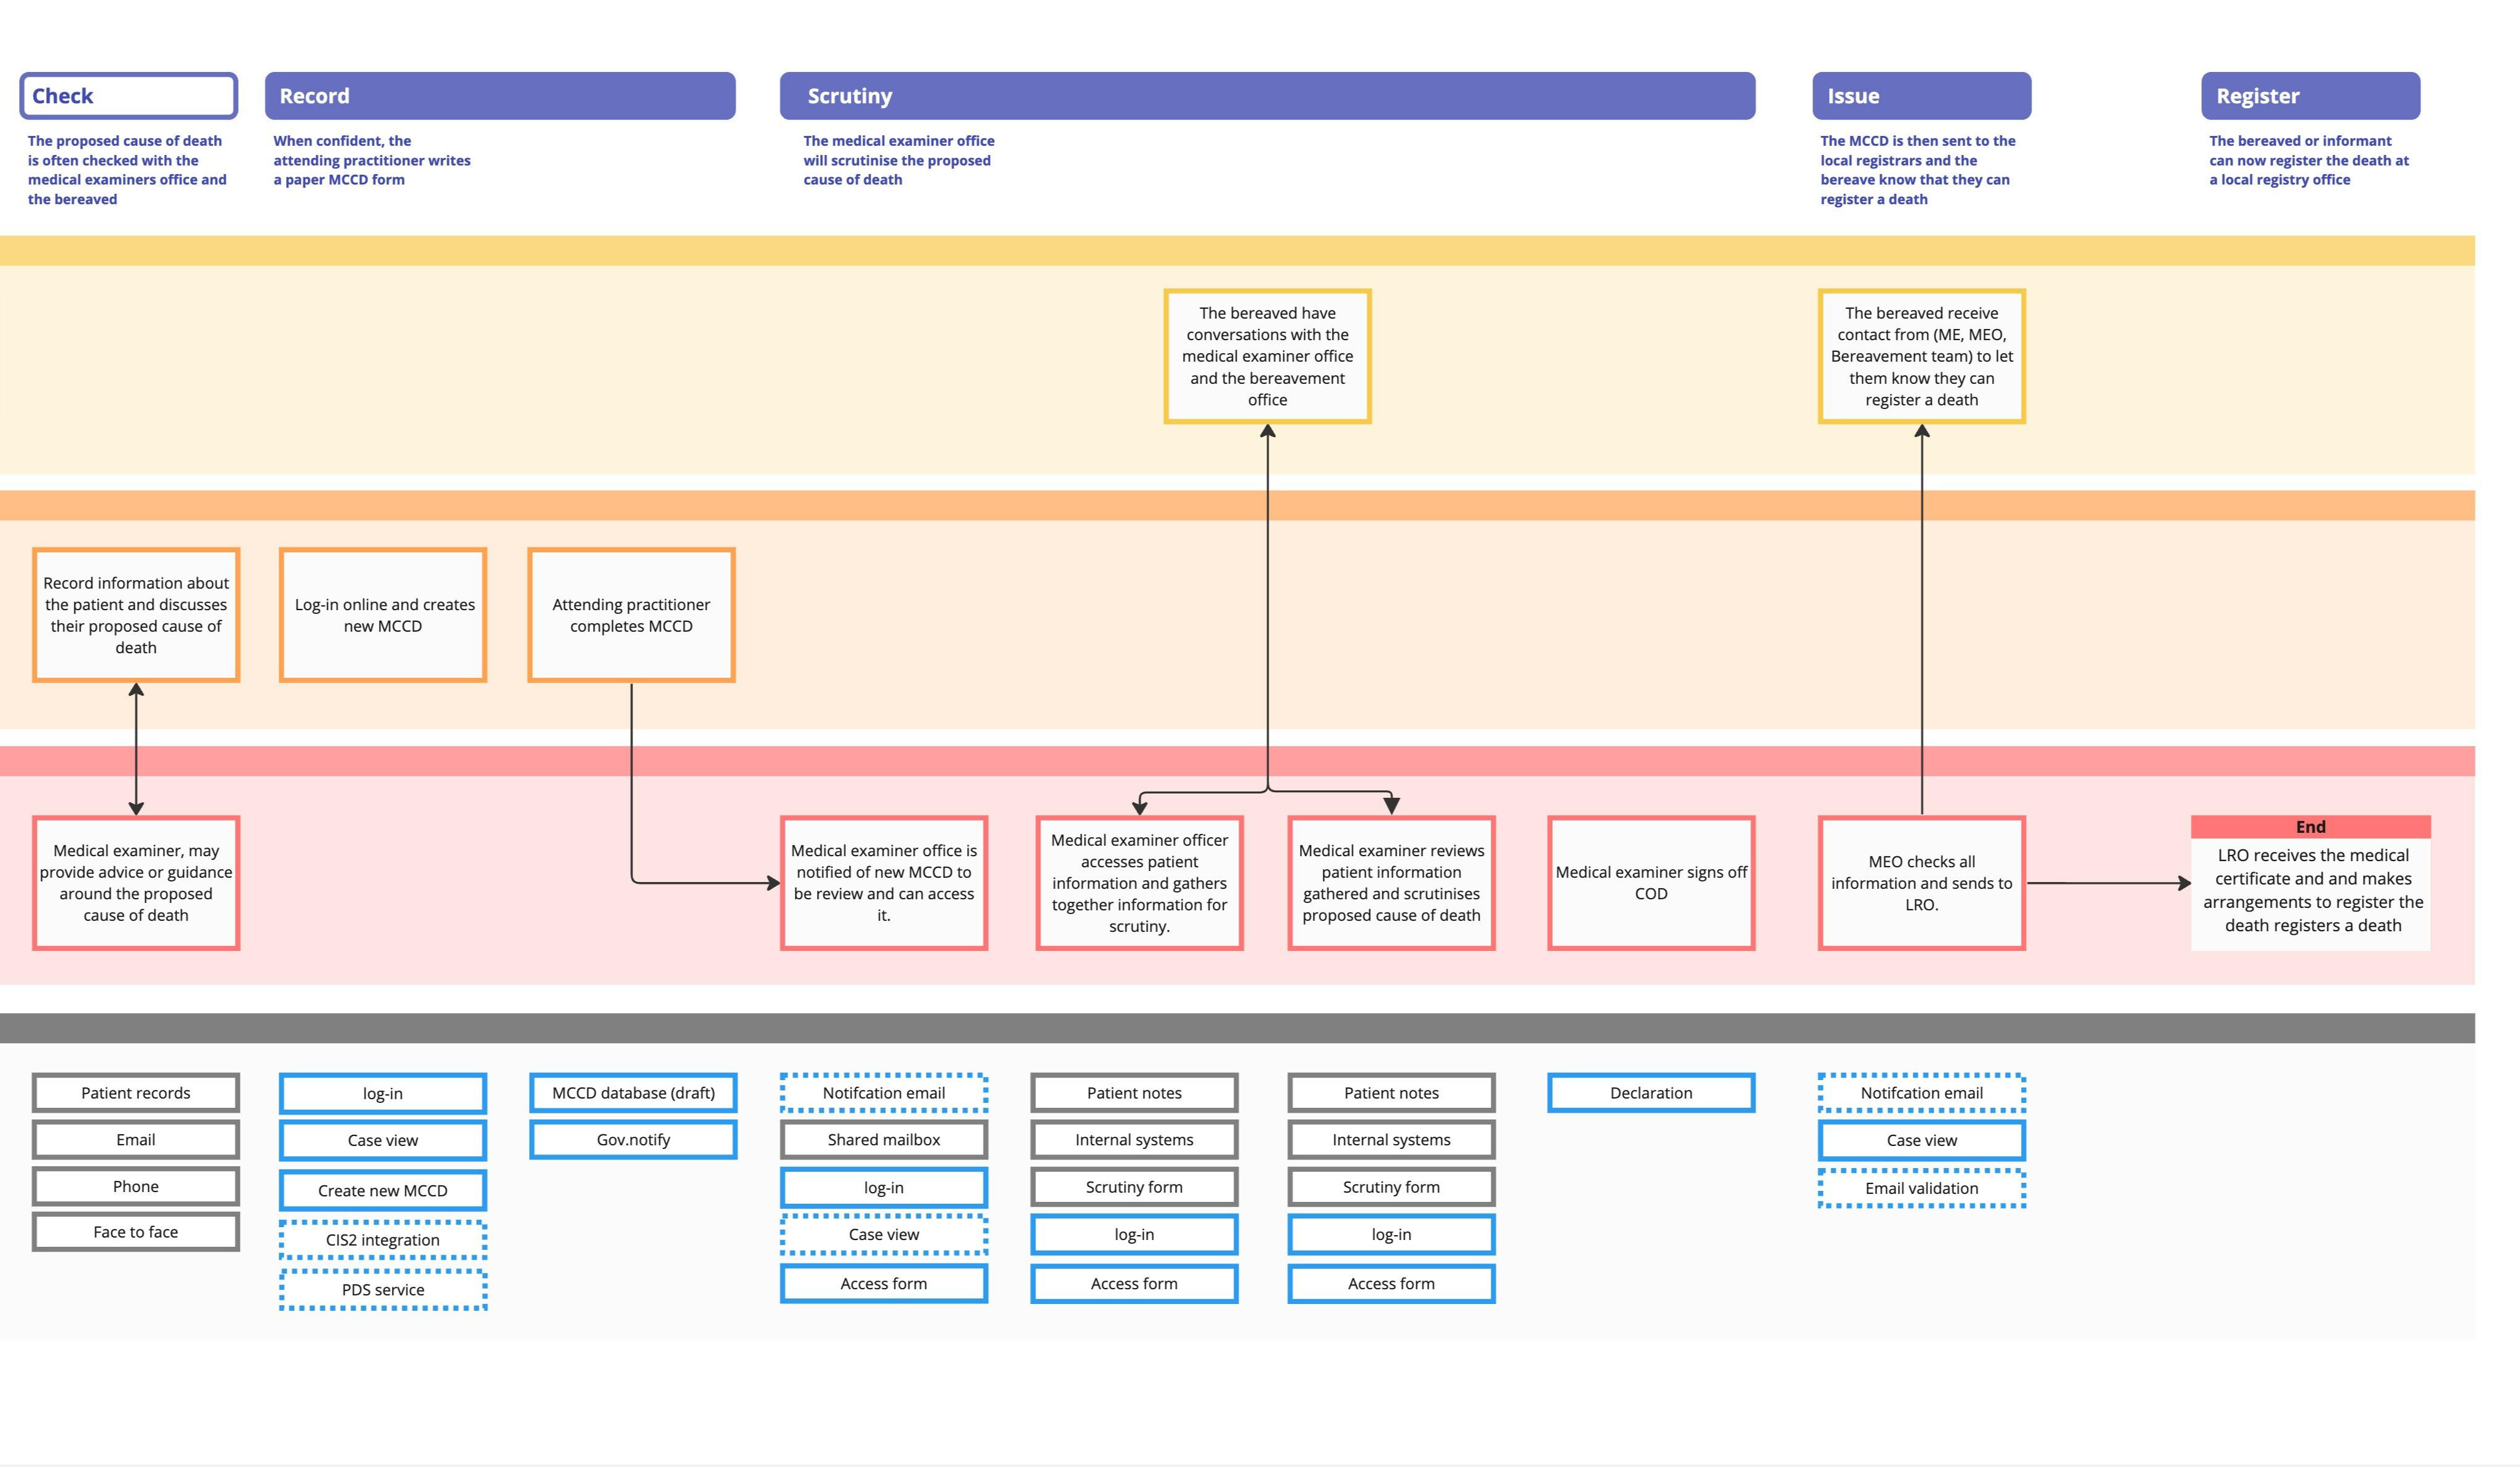 Check
The proposed cause of death
is often checked with the
medical examiners office and
the bereaved
Record
When confident, the
attending practitioner writes
a paper MCCD form
Scrutiny
The medical examiner office
will scrutinise the proposed
cause of death
Issue
The MCCD is then sent to the
local registrars and the
bereave know that they can
register a death
Register
The bereaved or informant
can now register the death at
a local registry office
The bereaved have
conversations with the
medical examiner office
and the bereavement
office
The bereaved receive
contact from (ME, MEO,
Bereavement team) to let
them know they can
register a death
Record information about
the patient and discusses
their proposed cause of
death
Log-in online and creates
new MCCD
Attending practitioner
completes MCCD
Medical examiner, may
provide advice or guidance
around the proposed
cause of death
Medical examiner office is
notified of new MCCD to
be review and can access
it.
Medical examiner officer
accesses patient
information and gathers
together information for
scrutiny.
Medical examiner reviews
patient information
gathered and scrutinises
proposed cause of death
Medical examiner signs off
COD
MEO checks all
information and sends to
LRO.
End
LRO receives the medical
certificate and and makes
arrangements to register the
death registers a death
Patient records
Email
Phone
Face to face
log-in
Case view
Create new MCCD
CIS2 integration
PDS service
MCCD database (draft)
Gov.notify
Notifcation email
Shared mailbox
log-in
Case view
Access form
Patient notes
Internal systems
Scrutiny form
log-in
Access form
Patient notes
Internal systems
Scrutiny form
log-in
Access form
Declaration
Notifcation email
Case view
Email validation